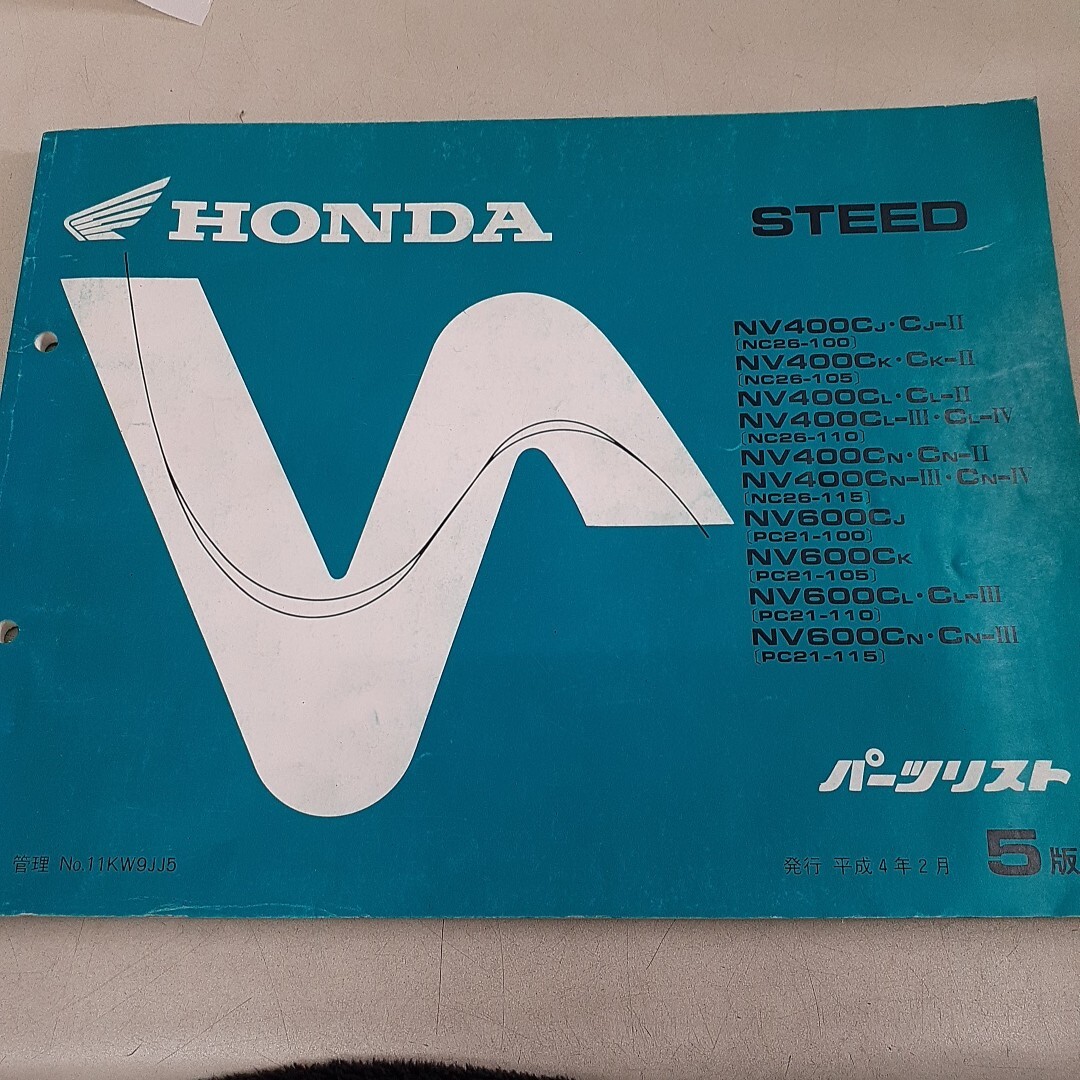 HONDA
STEED
NV400CJ・CJ-II
(NC26-100)
NV400CK・CK-II
(NC26-105)
NV400CL・CL-II
NV400CL-III・CL-IV
(NC26-110)
NV400CN・CN-II
NV400CN-III・CN-IV
(NC26-115)
NV600CJ
(PC21-100)
NV600CK
(PC21-105)
NV600CL・CL-III
(PC21-110)
NV600CN・CN-III
(PC21-115)
パーツリスト
管理 No.11KW9JJ5
発行 平成4年2月 5版